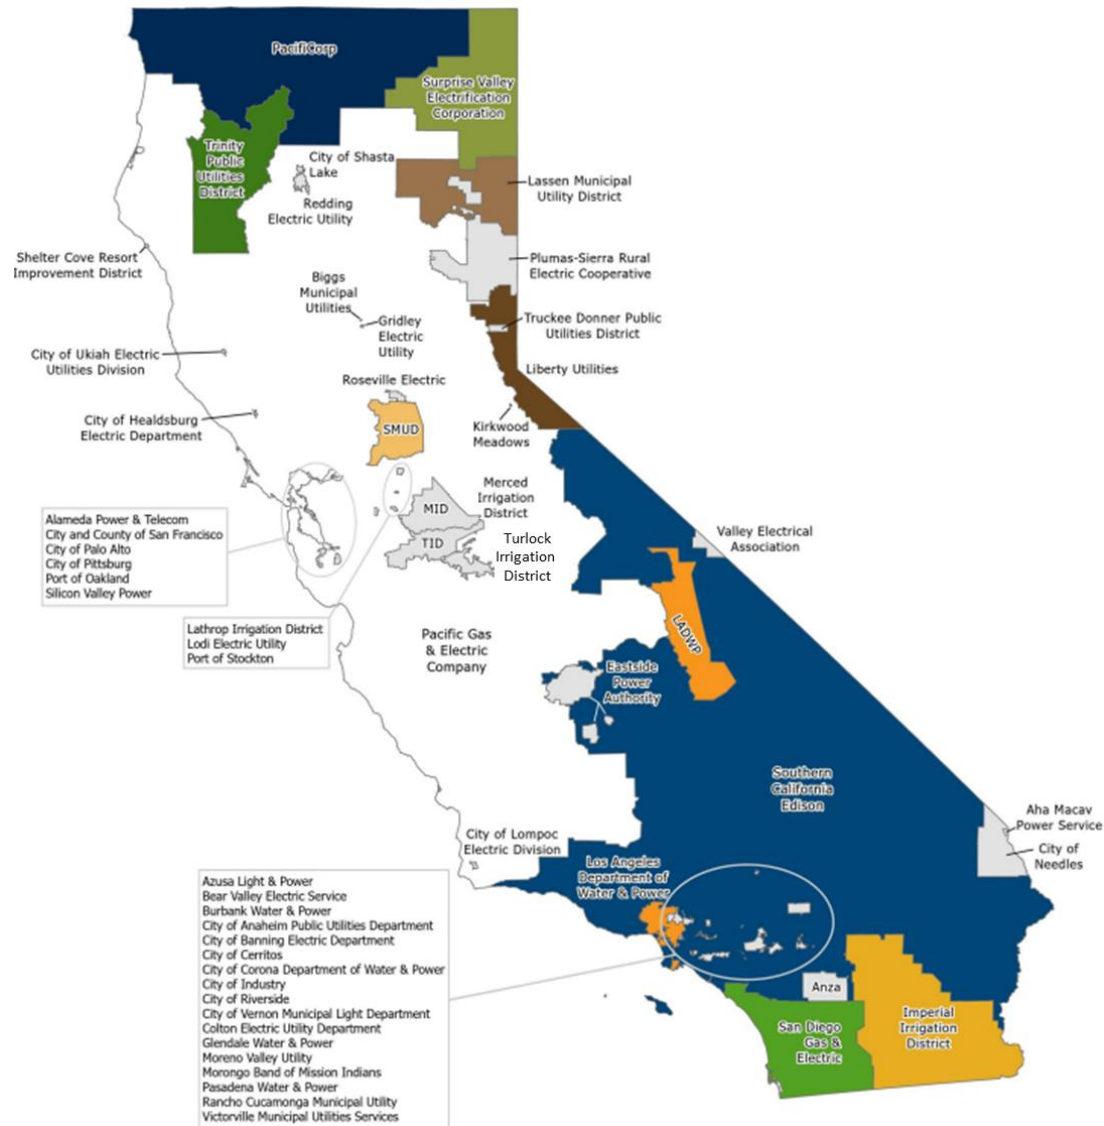 PacifiCorp
Surprise Valley
Electrification
Corporation
Trinity
Public
Utilities
District
City of Shasta
Lake
Redding
Electric Utility
Lassen Municipal
Utility District
Shelter Cove Resort
Improvement District
Plumas-Sierra Rural
Electric Cooperative
Biggs
Municipal
Utilities
Gridley
Electric
Utility
Truckee Donner Public
Utilities District
City of Ukiah Electric
Utilities Division
Liberty Utilities
Roseville Electric
City of Healdsburg
Electric Department
SMUD
Kirkwood
Meadows
Merced
Irrigation
District
MID
Alameda Power & Telecom
City and County of San Francisco
City of Palo Alto
City of Pittsburg
Port of Oakland
Silicon Valley Power
TID
Turlock
Irrigation
District
Valley Electrical
Association
Lathrop Irrigation District
Lodi Electric Utility
Port of Stockton
Pacific Gas
& Electric
Company
LADWP
Eastside
Power
Authority
Southern
California
Edison
Aha Macav
Power Service
City of
Needles
City of Lompoc
Electric Division
Los Angeles
Department of
Water & Power
Azusa Light & Power
Bear Valley Electric Service
Burbank Water & Power
City of Anaheim Public Utilities Department
City of Banning Electric Department
City of Cerritos
City of Corona Department of Water & Power
City of Industry
City of Riverside
City of Vernon Municipal Light Department
Colton Electric Utility Department
Glendale Water & Power
Moreno Valley Utility
Morongo Band of Mission Indians
Pasadena Water & Power
Rancho Cucamonga Municipal Utility
Victorville Municipal Utilities Services
Anza
San Diego
Gas &
Electric
Imperial
Irrigation
District